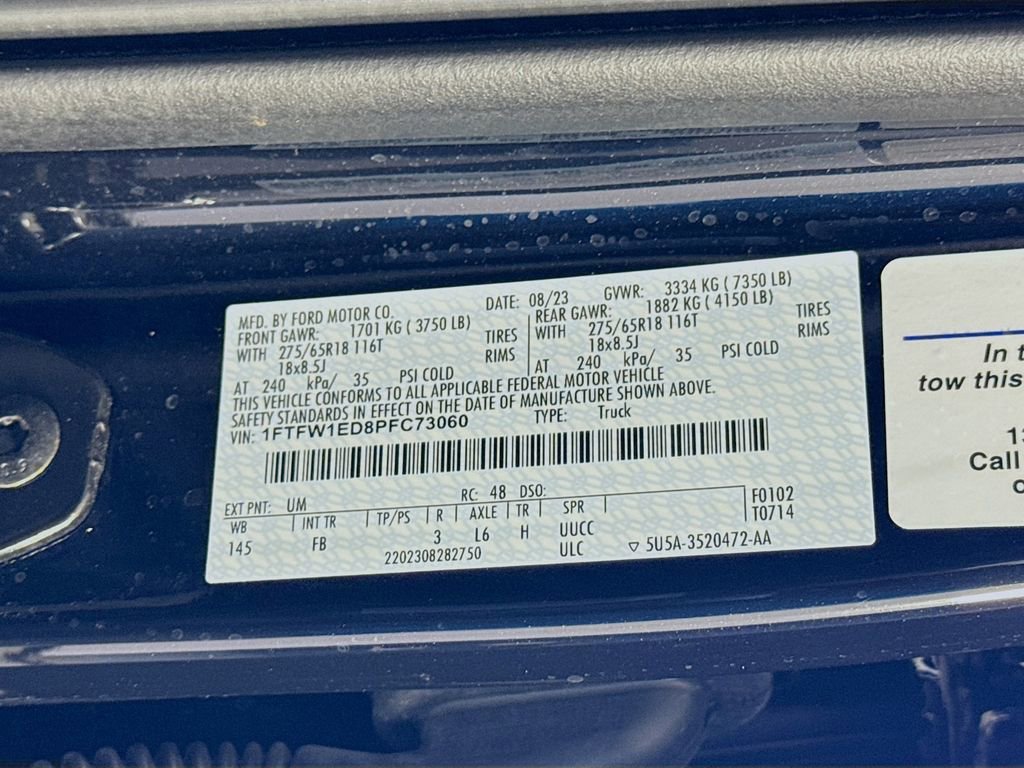 MFD. BY FORD MOTOR CO.
DATE: 08/23 GVWR: 3334 KG ( 7350 LB)
FRONT GAWR: 1701 KG ( 3750 LB)
REAR GAWR: 1882 KG ( 4150 LB)
WITH 275/65R18 116T TIRES
WITH 275/65R18 116T TIRES
18x8.5J RIMS
18x8.5J RIMS
AT 240 kPa/ 35 PSI COLD
AT 240 kPa/ 35 PSI COLD
THIS VEHICLE CONFORMS TO ALL APPLICABLE FEDERAL MOTOR VEHICLE
SAFETY STANDARDS IN EFFECT ON THE DATE OF MANUFACTURE SHOWN ABOVE.
VIN: 1FTFW1ED8PFC73060 TYPE: Truck
EXT PNT: UM RC: 48 DSO: F0102
WB INT TR TP/PS R AXLE TR SPR T0714
145 FB 3 L6 H UUCC
2202308282750 ULC ▽ 5U5A-3520472-AA
In t
tow this
13
Call